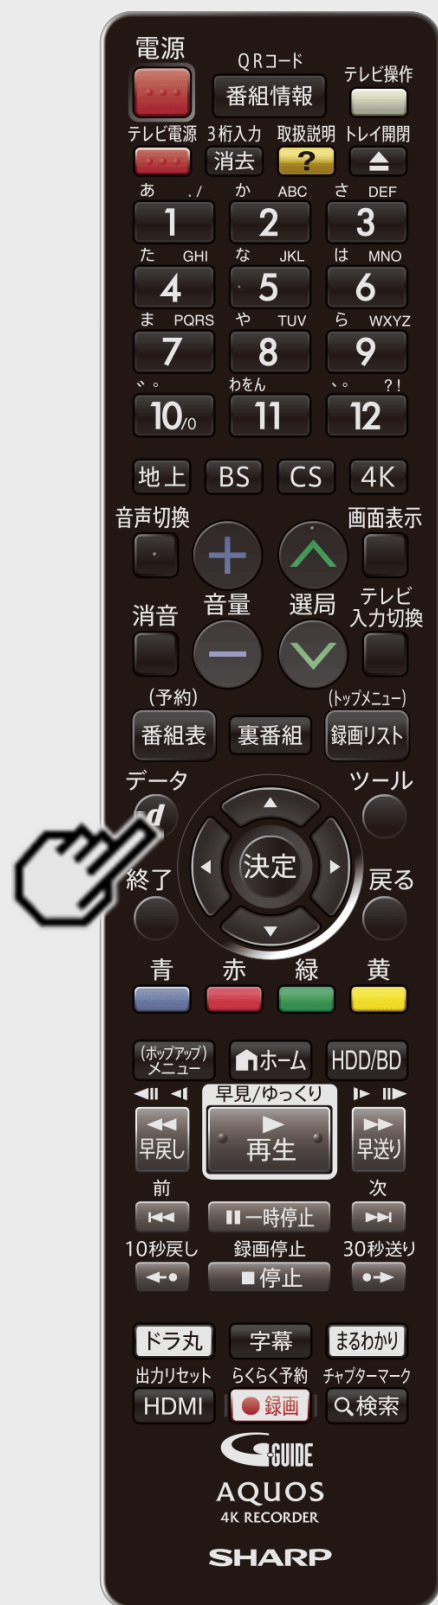 電源
QRコード
テレビ操作
番組情報
テレビ電源 3桁入力 取扱説明 トレイ開閉
消去 ?
あ ./ か ABC さ DEF
1 2 3
た GHI な JKL は MNO
4 5 6
ま PQRS や TUV ら WXYZ
7 8 9
゛゜ わをん 、。 ?!
10/0 11 12
地上 BS CS 4K
音声切換 画面表示
+
消音 音量 選局 テレビ
入力切換
−
(予約) (トップメニュー)
番組表 裏番組 録画リスト
データ ツール
d
決定
終了 戻る
青 赤 緑 黄
(ポップアップ)
メニュー ホーム HDD/BD
早見/ゆっくり
早戻し 再生 早送り
前 次
一時停止
10秒戻し 録画停止 30秒送り
停止
ドラ丸 字幕 まるわかり
出力リセット らくらく予約 チャプターマーク
HDMI 録画 検索
G-GUIDE
AQUOS
4K RECORDER
SHARP